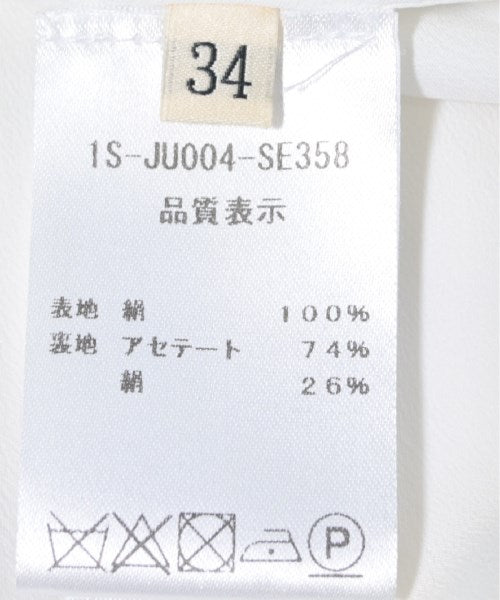 34
1S-JU004-SE358
品質表示
表地 絹 100%
裏地 アセテート 74%
絹 26%
P